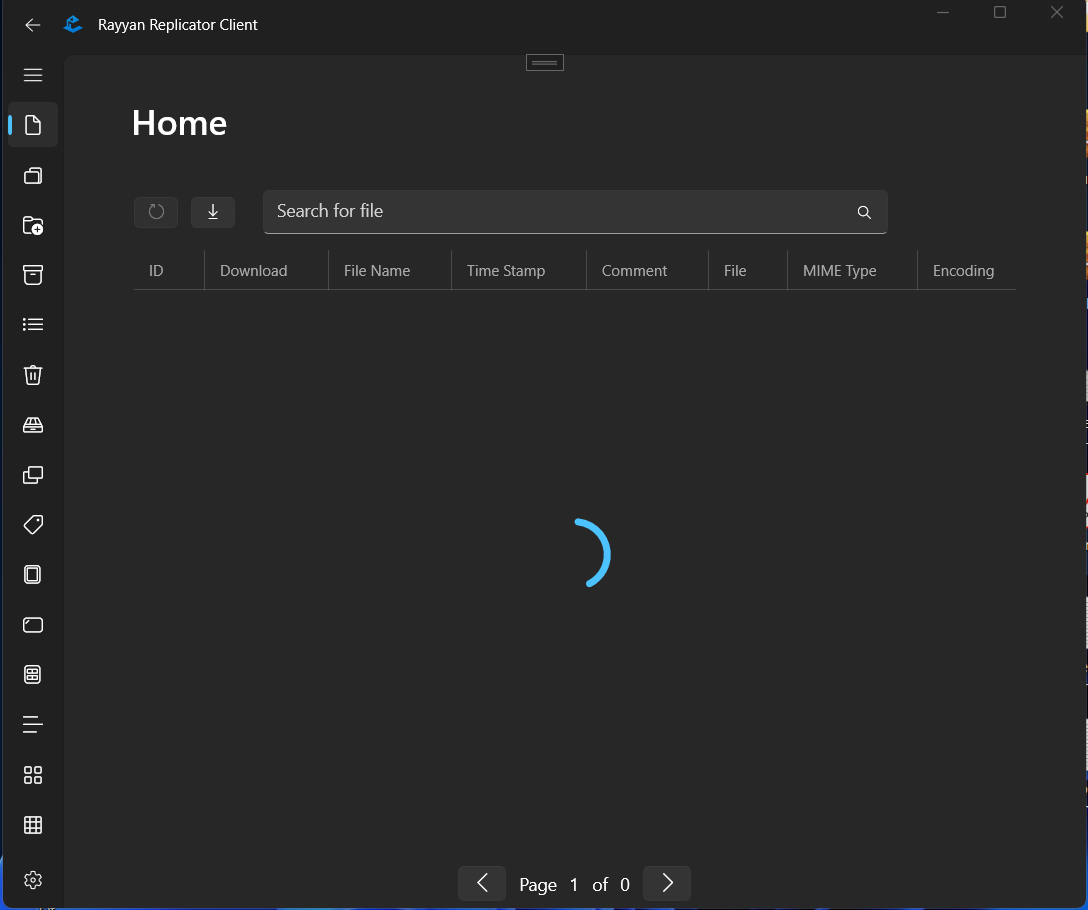 Rayyan Replicator Client
Home
Search for file
ID Download File Name Time Stamp Comment File MIME Type Encoding
Page 1 of 0